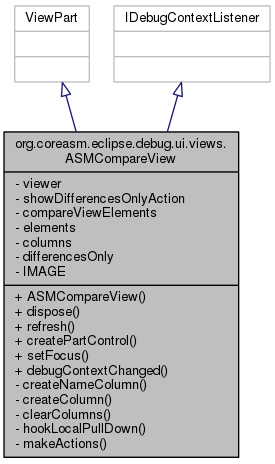 ViewPart
IDebugContextListener
org.coreasm.eclipse.debug.ui.views.
ASMCompareView
- viewer
- showDifferencesOnlyAction
- compareViewElements
- elements
- columns
- differencesOnly
- IMAGE
+ ASMCompareView()
+ dispose()
+ refresh()
+ createPartControl()
+ setFocus()
+ debugContextChanged()
- createNameColumn()
- createColumn()
- clearColumns()
- hookLocalPullDown()
- makeActions()